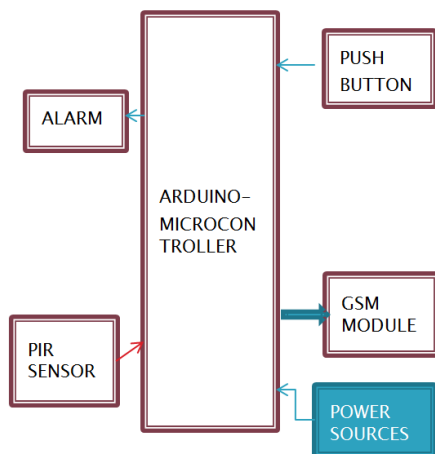 PUSH
BUTTON
ALARM
ARDUINO-
MICROCON
TROLLER
GSM
MODULE
PIR
SENSOR
POWER
SOURCES